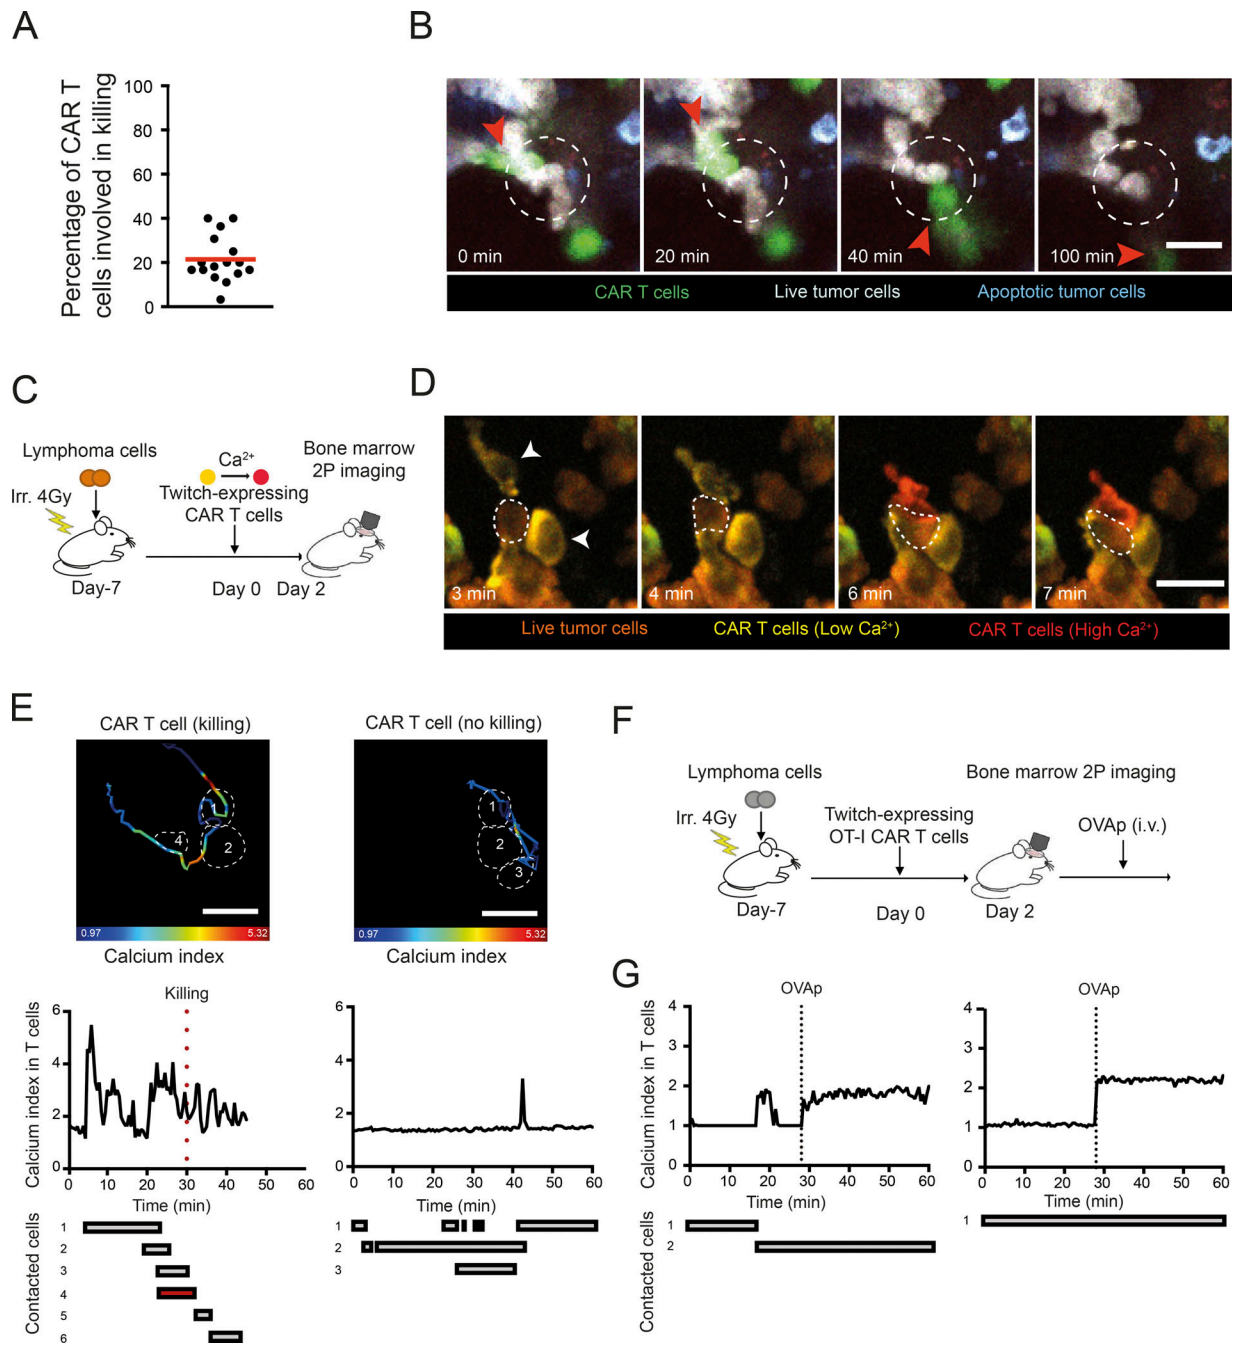 A
Percentage of CAR T
cells involved in killing
100
80
60
40
20
0
B
0 min
20 min
40 min
100 min
CAR T cells
Live tumor cells
Apoptotic tumor cells
C
Lymphoma cells
Irr. 4Gy
Ca²⁺
Twitch-expressing
CAR T cells
Bone marrow
2P imaging
Day-7
Day 0
Day 2
D
3 min
4 min
6 min
7 min
Live tumor cells
CAR T cells (Low Ca²⁺)
CAR T cells (High Ca²⁺)
E
CAR T cell (killing)
1
2
4
0.97
5.32
Calcium index
CAR T cell (no killing)
1
2
3
0.97
5.32
Calcium index
Killing
Calcium index in T cells
6
4
2
0
0 10 20 30 40 50 60
Time (min)
Contacted cells
1
2
3
4
5
6
6
4
2
0
0 10 20 30 40 50 60
Time (min)
1
2
3
F
Lymphoma cells
Irr. 4Gy
Twitch-expressing
OT-I CAR T cells
Bone marrow 2P imaging
OVAp (i.v.)
Day-7
Day 0
Day 2
G
OVAp
Calcium index in T cells
4
3
2
1
0
0 10 20 30 40 50 60
Time (min)
Contacted cells
1
2
OVAp
4
3
2
1
0
0 10 20 30 40 50 60
Time (min)
1